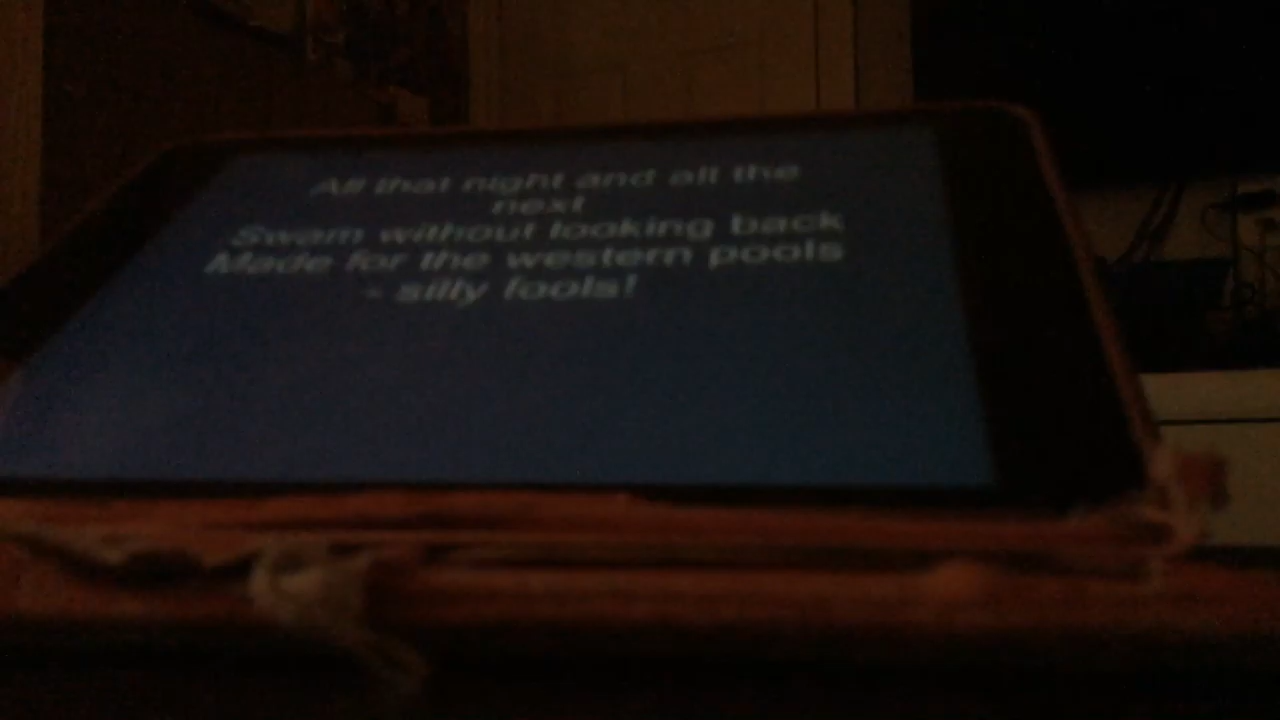 All that night and all the
next
Swam without looking back
Made for the western pools
- silly fools!